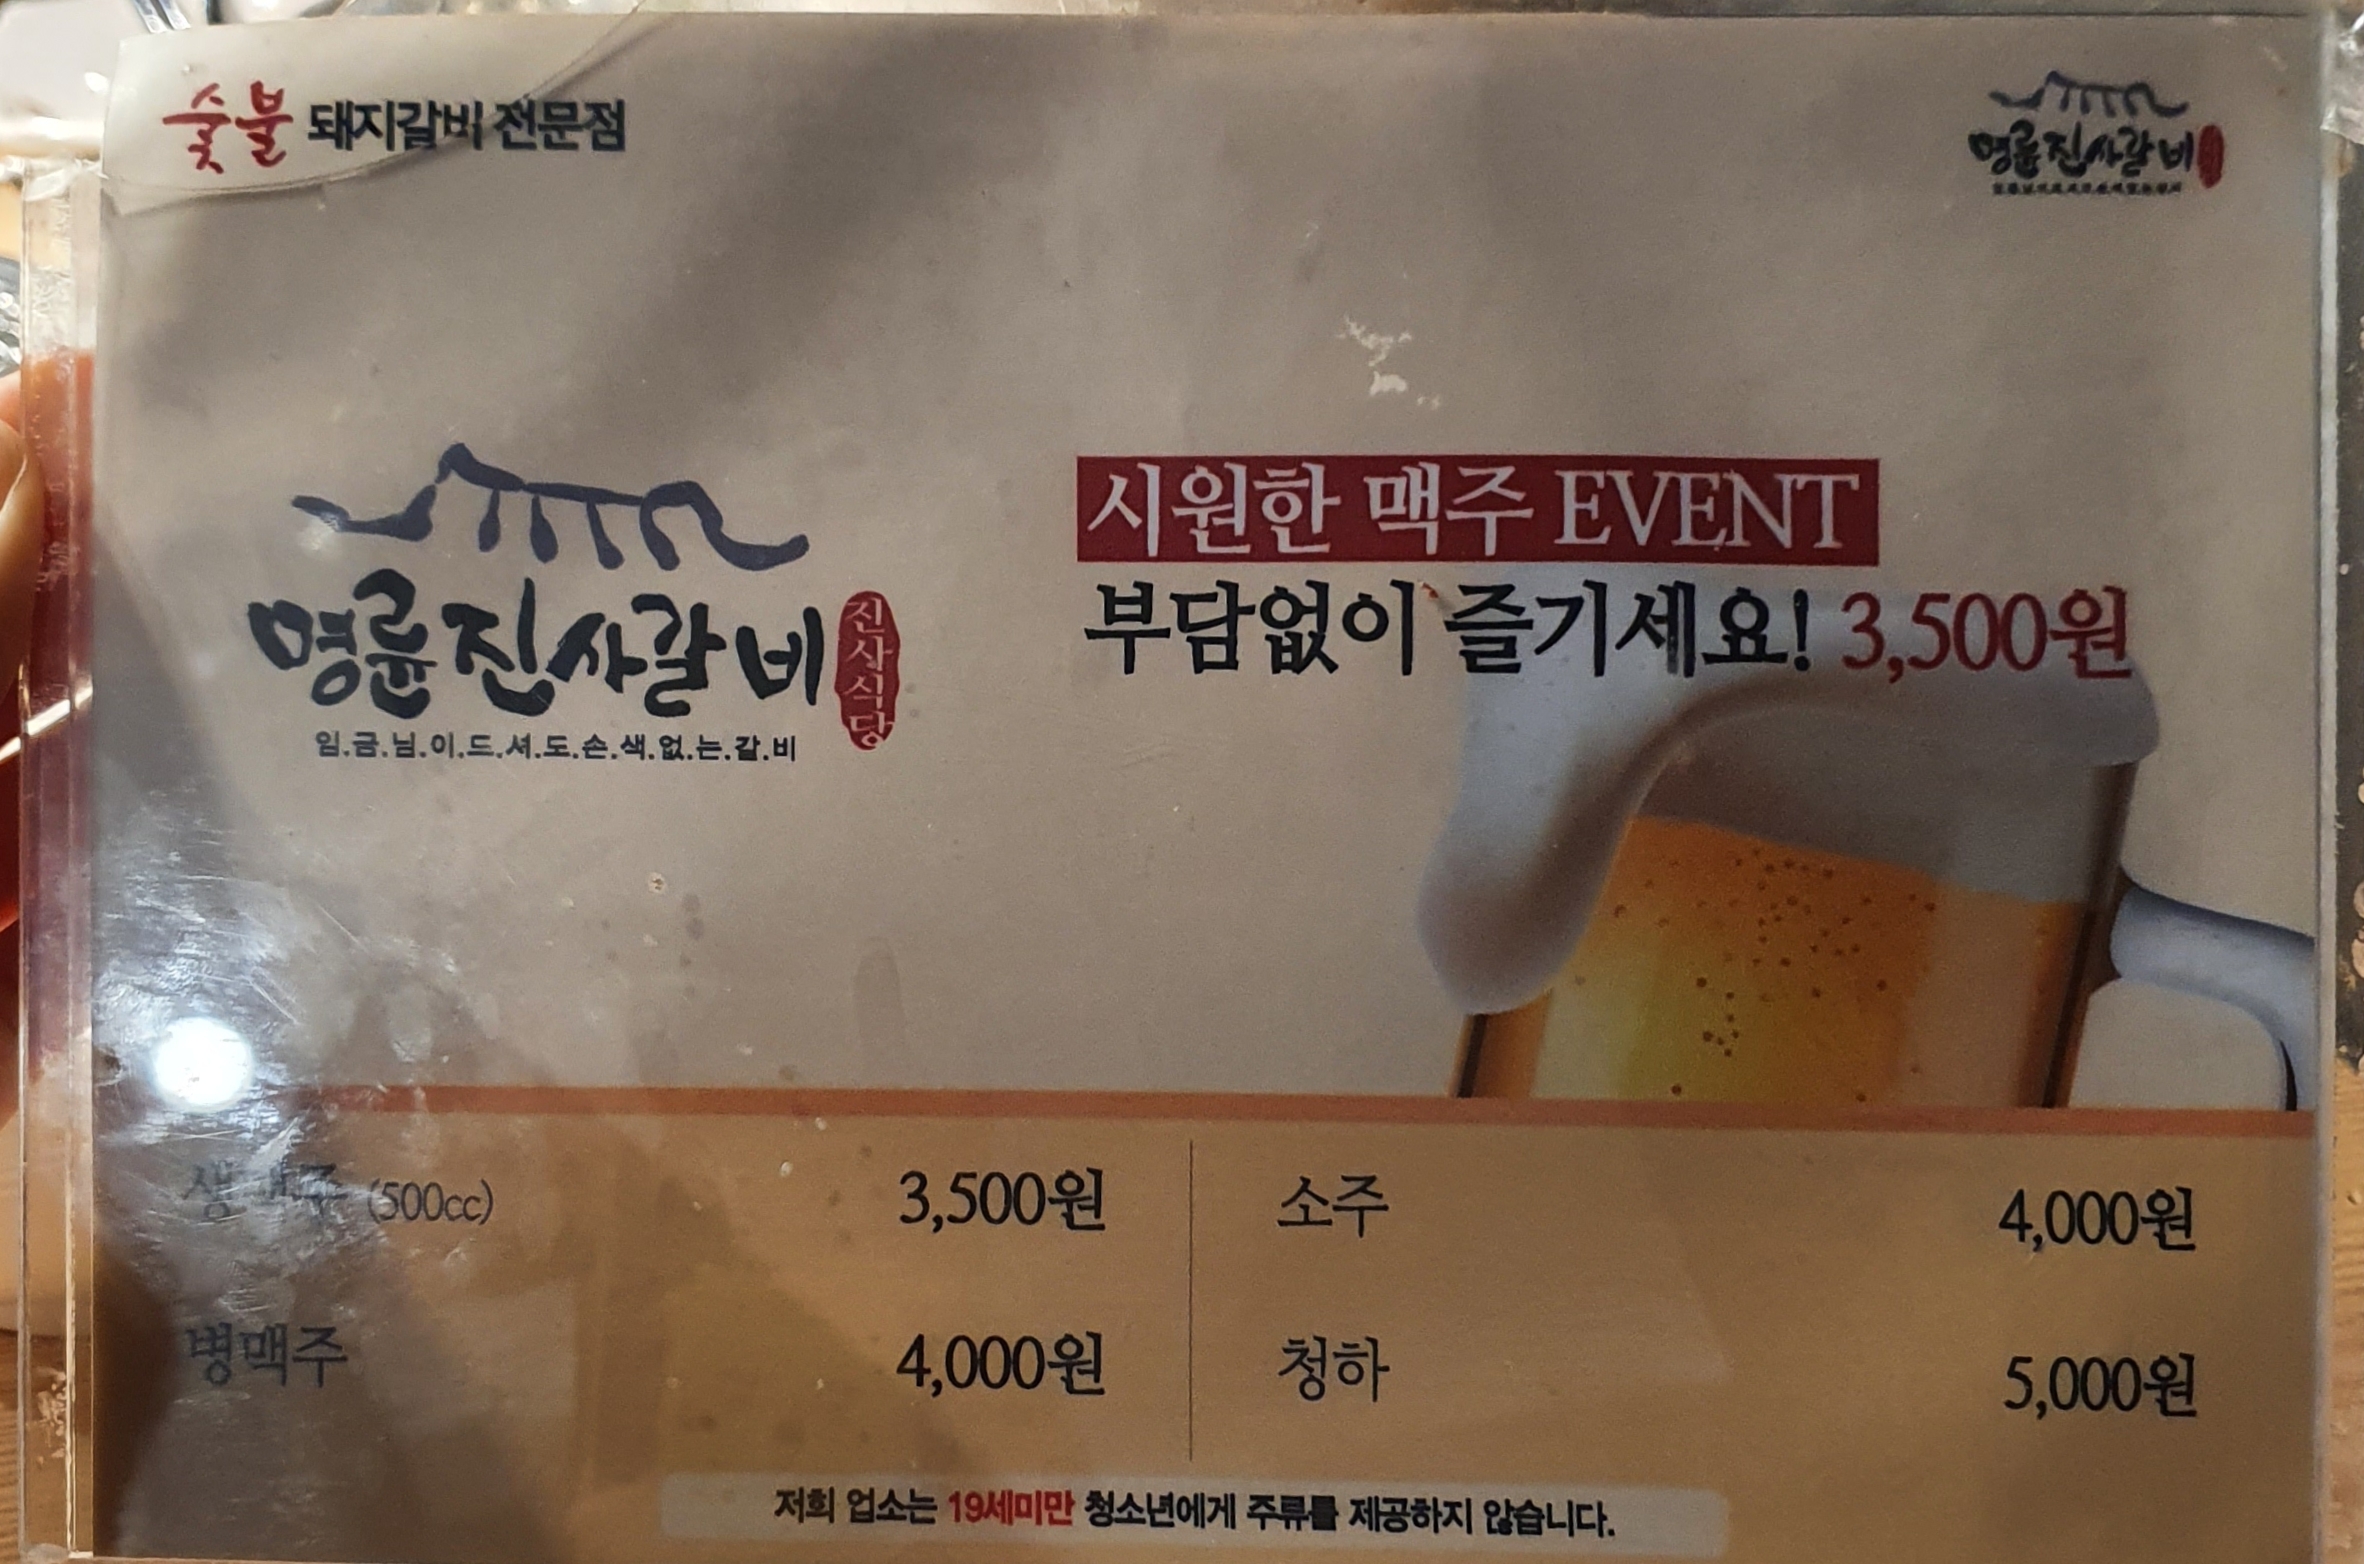 숯불 돼지갈비 전문점
명륜진사갈비
명륜진사갈비
진사식당
임.금.님.이.드.셔.도.손.색.없.는.갈.비
시원한 맥주 EVENT
부담없이 즐기세요! 3,500원
생맥주 (500cc) 3,500원
소주 4,000원
병맥주 4,000원
청하 5,000원
저희 업소는 19세미만 청소년에게 주류를 제공하지 않습니다.